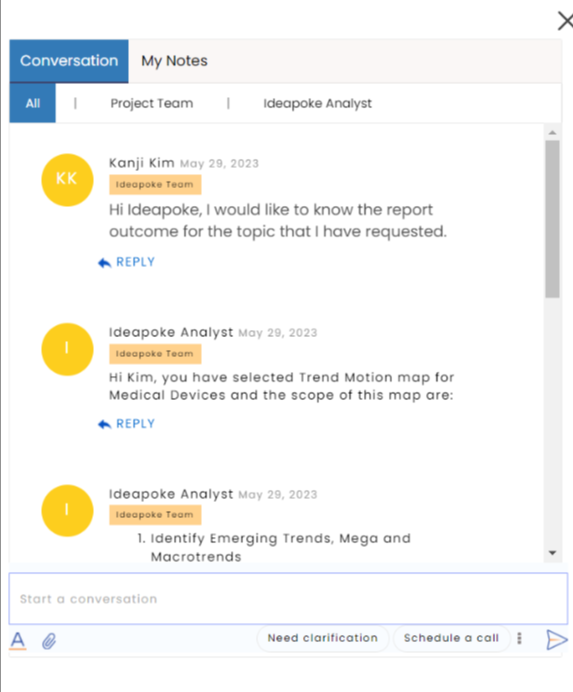 Conversation My Notes
All | Project Team | Ideapoke Analyst
KK
Kanji Kim May 29, 2023
Ideapoke Team
Hi Ideapoke, I would like to know the report
outcome for the topic that I have requested.
REPLY
I
Ideapoke Analyst May 29, 2023
Ideapoke Team
Hi Kim, you have selected Trend Motion map for
Medical Devices and the scope of this map are:
REPLY
I
Ideapoke Analyst May 29, 2023
Ideapoke Team
1. Identify Emerging Trends, Mega and
Macrotrends
Start a conversation
A Need clarification Schedule a call